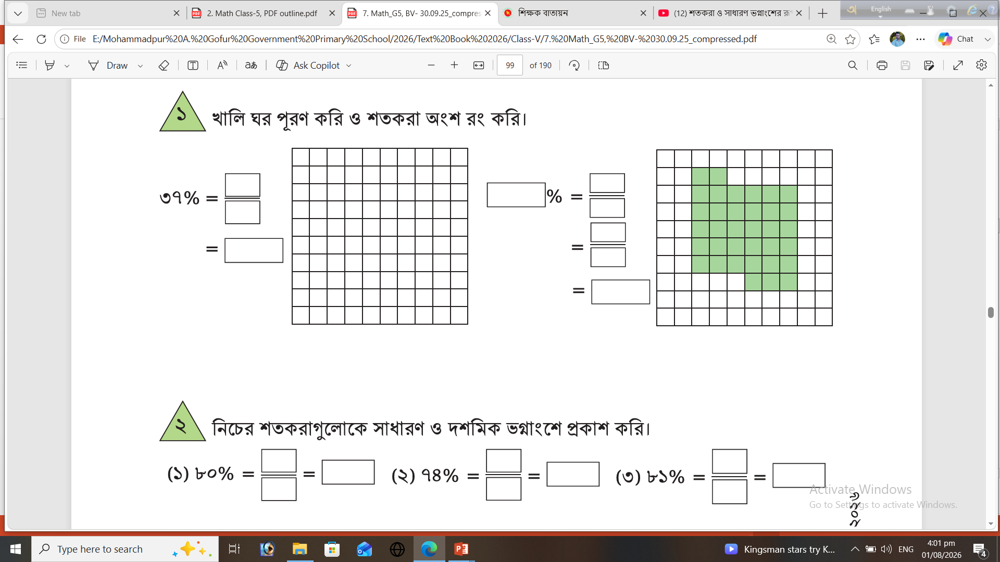 New tab
2. Math Class-5, PDF outline.pdf
7. Math_G5, BV- 30.09.25_compres
শিক্ষক বাতায়ন
(12) শতকরা ও সাধারণ ভগ্নাংশের রূ
English
File E:/Mohammadpur%20A.%20Gofur%20Government%20Primary%20School/2026/Text%20Book%202026/Class-V/7.%20Math_G5,%20BV-%2030.09.25_compressed.pdf
Chat
Draw
Ask Copilot
99 of 190
১ খালি ঘর পূরণ করি ও শতকরা অংশ রং করি।
৩৭% =
=
% =
=
=
২ নিচের শতকরাগুলোকে সাধারণ ও দশমিক ভগ্নাংশে প্রকাশ করি।
(১) ৮০% = = (২) ৭৪% = = (৩) ৮১% = =
Activate Windows
Go to Settings to activate Windows.
২০২৬
Type here to search
Kingsman stars try K...
ENG
4:01 pm
01/08/2026
4